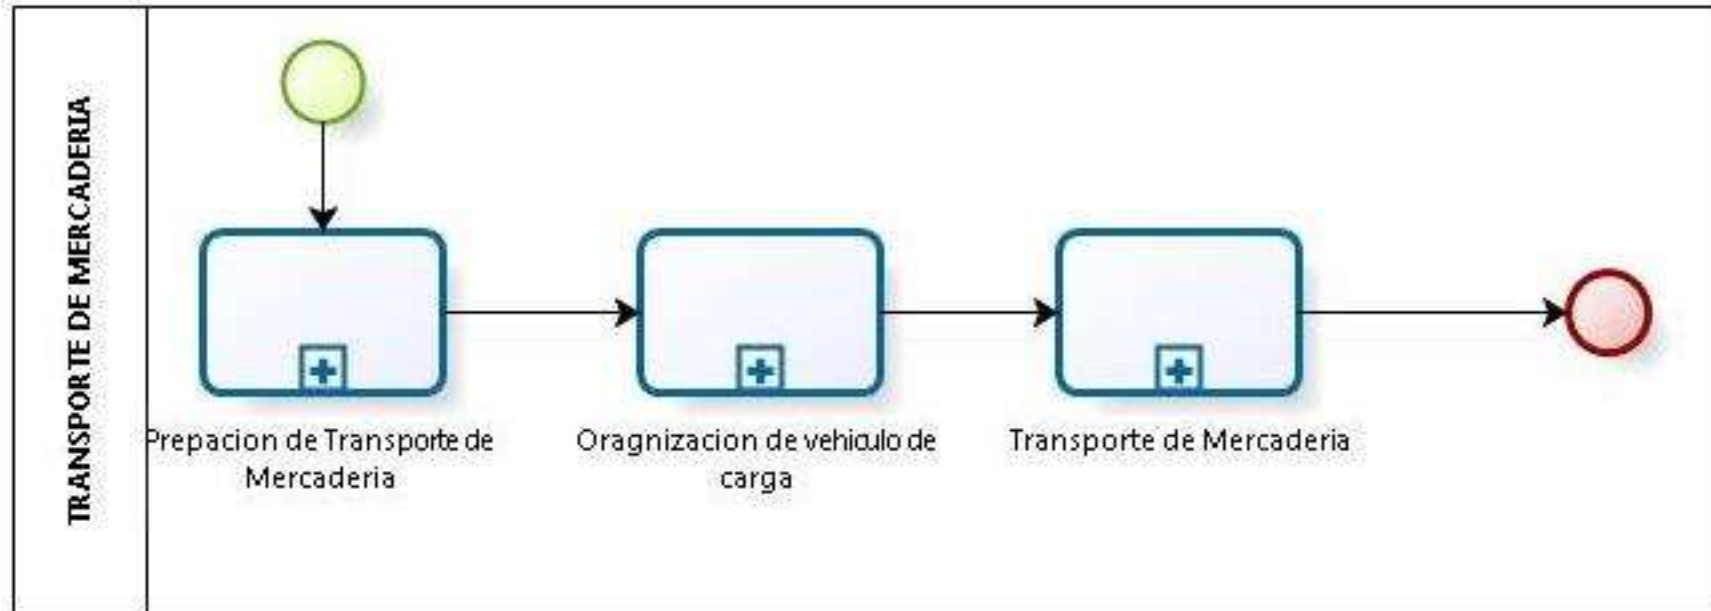 TRANSPORTE DE MERCADERIA
Prepacion de Transporte de
Mercaderia
Oragnizacion de vehiculo de
carga
Transporte de Mercaderia